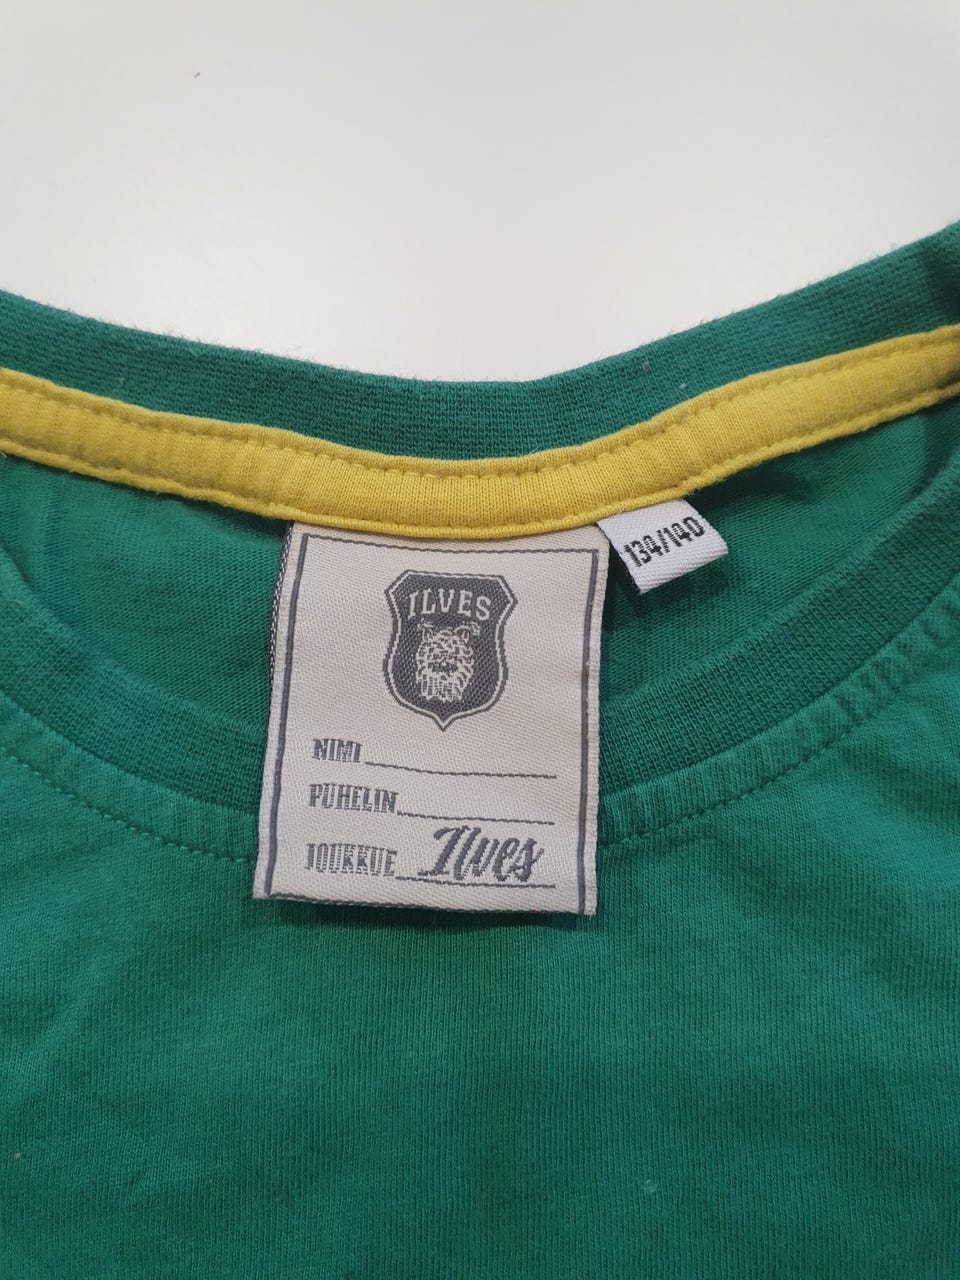 ILVES
NIMI
PUHELIN
JOUKKUE Ilves
134/140